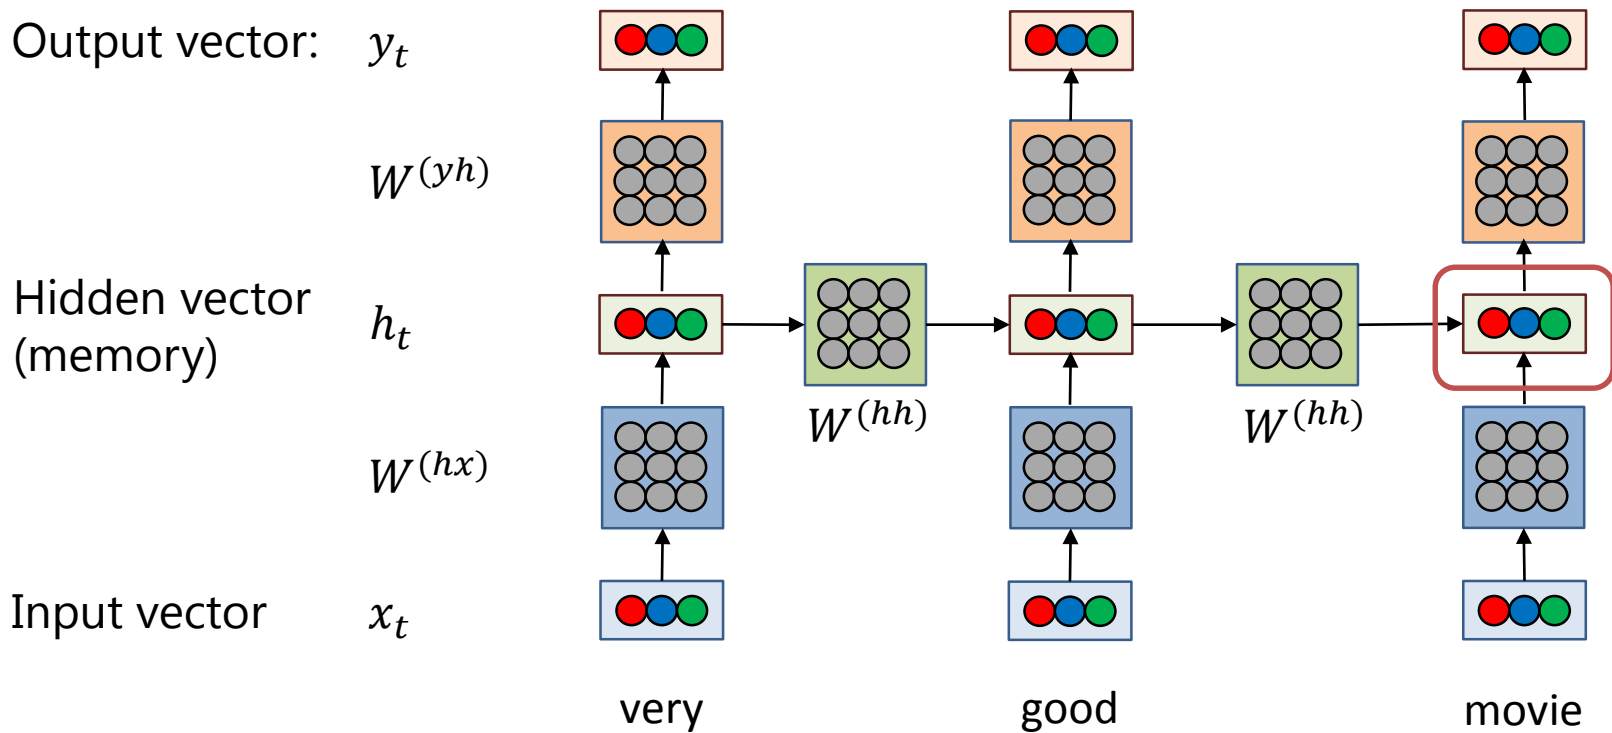 Output vector: y_t
W^(yh)
Hidden vector
(memory) h_t
W^(hh) W^(hh)
W^(hx)
Input vector x_t
very good movie